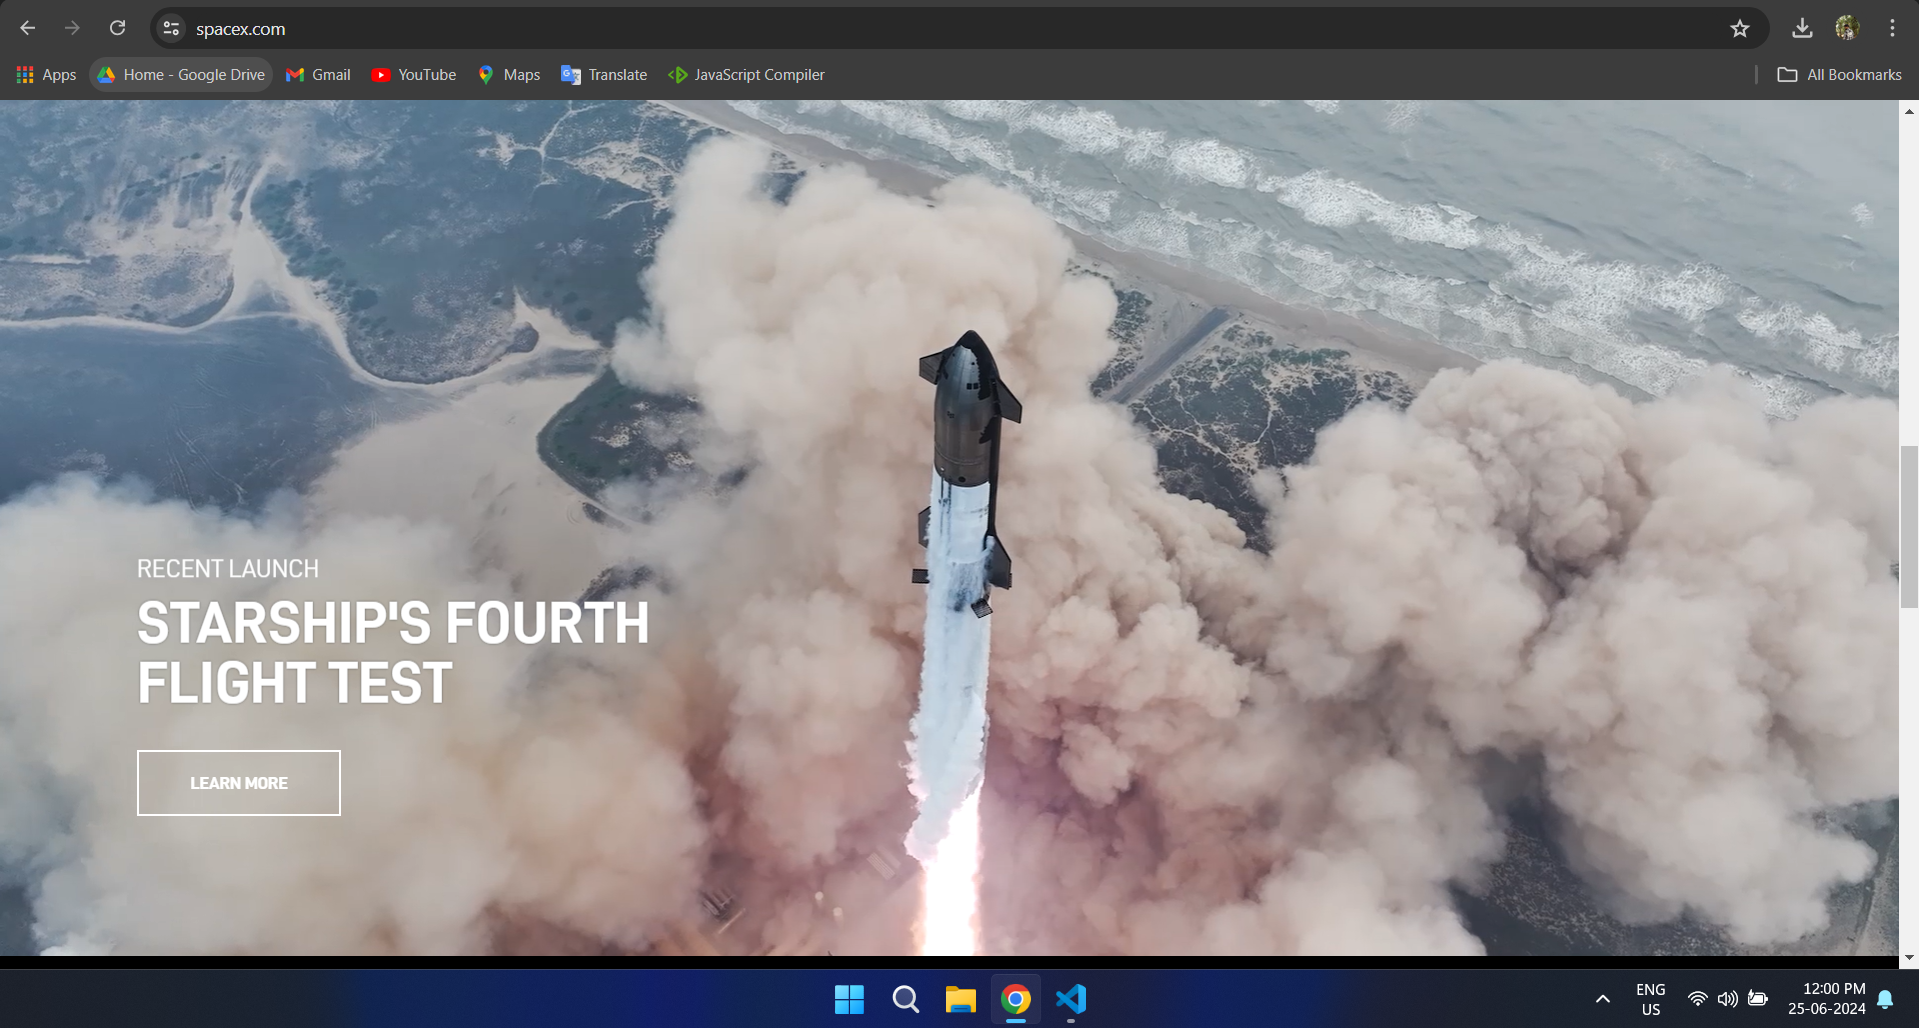 spacex.com
Apps
Home - Google Drive
Gmail
YouTube
Maps
Translate
JavaScript Compiler
All Bookmarks
RECENT LAUNCH
STARSHIP'S FOURTH
FLIGHT TEST
LEARN MORE
ENG
US
12:00 PM
25-06-2024